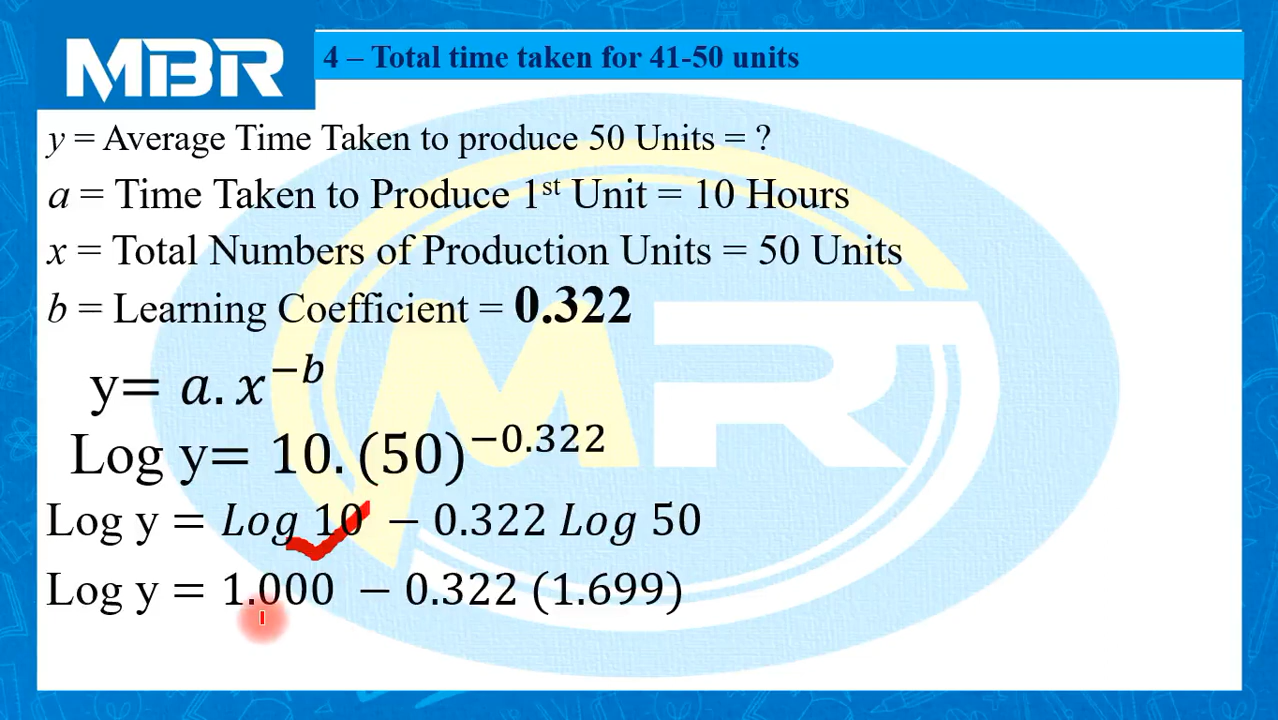 MBR
4 – Total time taken for 41-50 units
y = Average Time Taken to produce 50 Units = ?
a = Time Taken to Produce 1st Unit = 10 Hours
x = Total Numbers of Production Units = 50 Units
b = Learning Coefficient = 0.322
y= a. x^−b
Log y= 10. (50)^−0.322
Log y = Log 10 − 0.322 Log 50
Log y = 1.000 − 0.322 (1.699)
MR